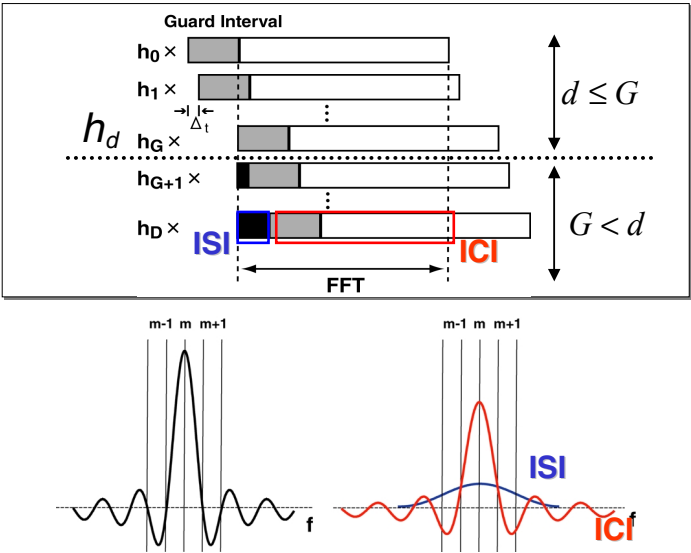 Guard Interval
h0 ×
h1 ×
Δt
d ≤ G
hd
hG ×
hG+1 ×
hD ×
G < d
ISI
ICI
FFT
m-1 m m+1
m-1 m m+1
ISI
f
f
ICI